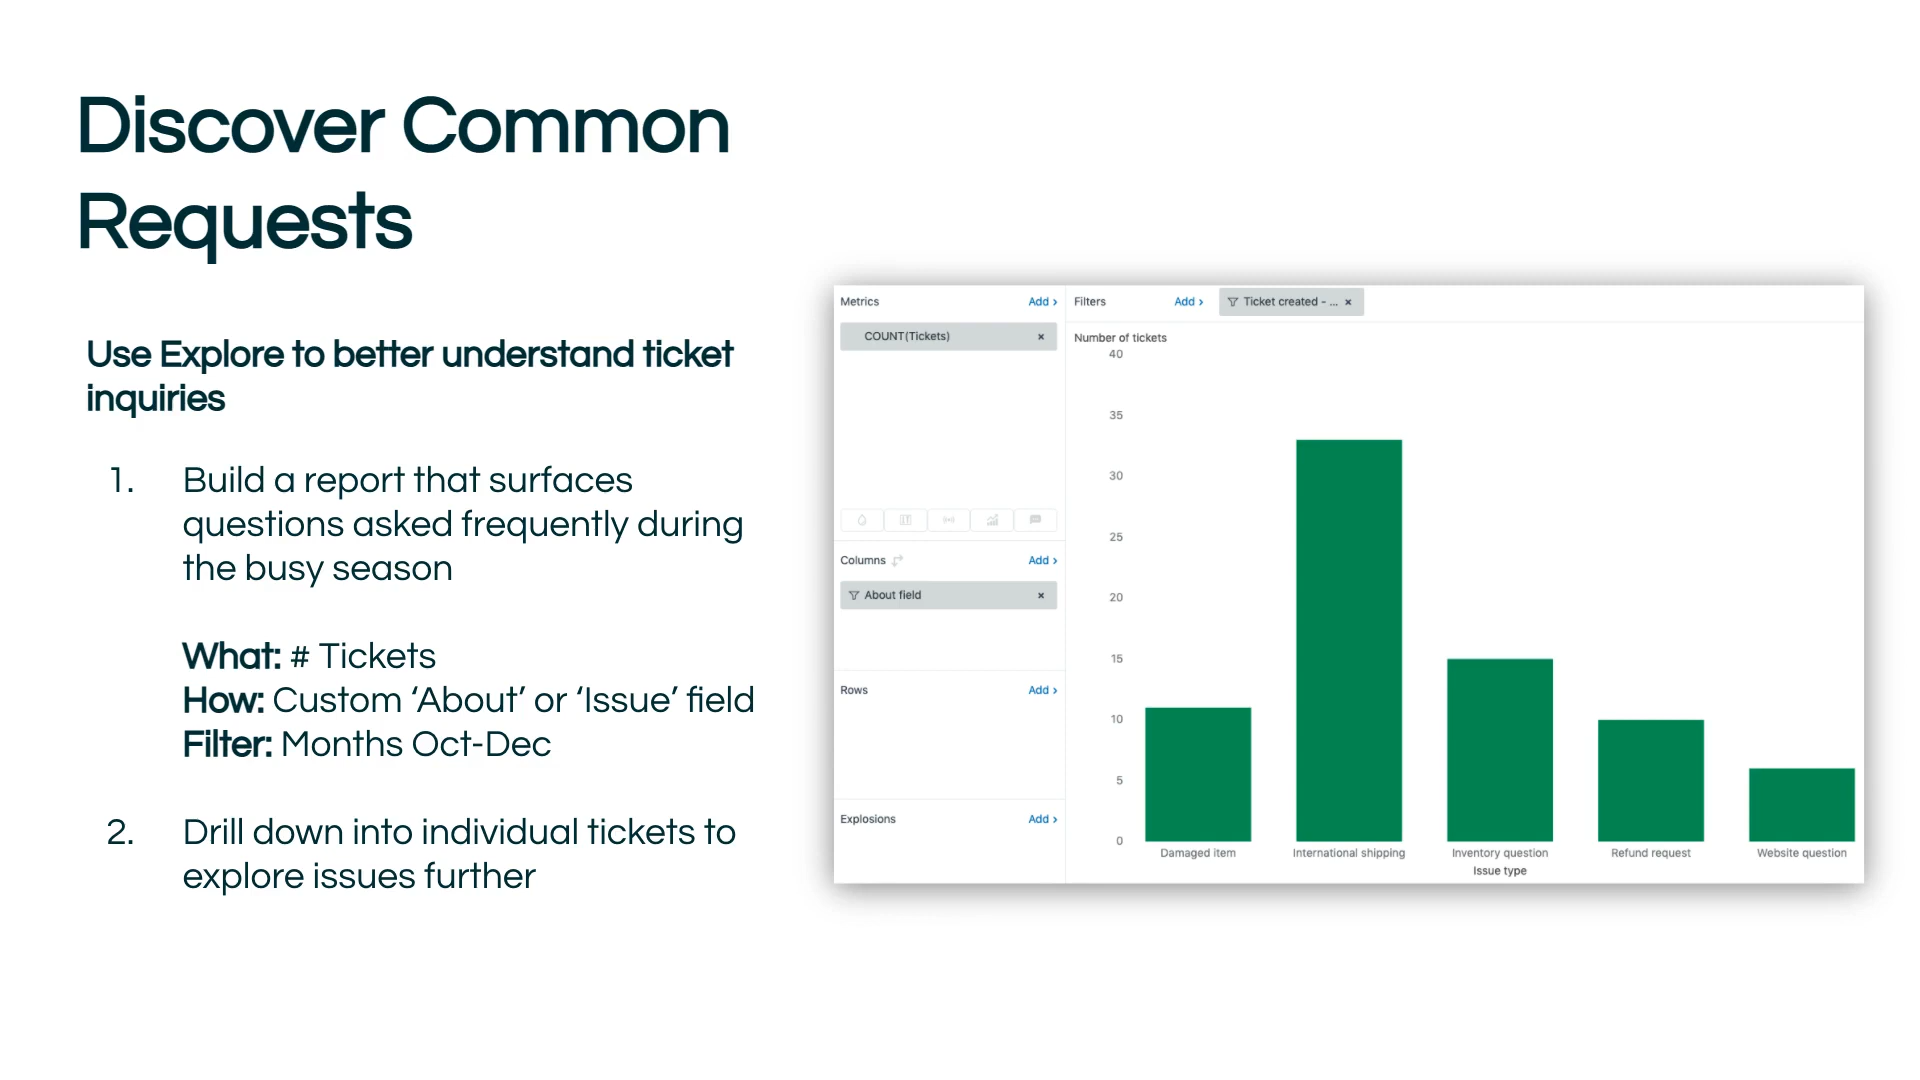 Discover Common
Requests
Use Explore to better understand ticket
inquiries
1. Build a report that surfaces
questions asked frequently during
the busy season
What: # Tickets
How: Custom ‘About’ or ‘Issue’ field
Filter: Months Oct-Dec
2. Drill down into individual tickets to
explore issues further
Metrics Add ›
COUNT(Tickets) ×
Columns Add ›
About field ×
Rows Add ›
Explosions Add ›
Filters Add › Ticket created - ... ×
Number of tickets
40
35
30
25
20
15
10
5
0
Damaged item International shipping Inventory question Refund request Website question
Issue type